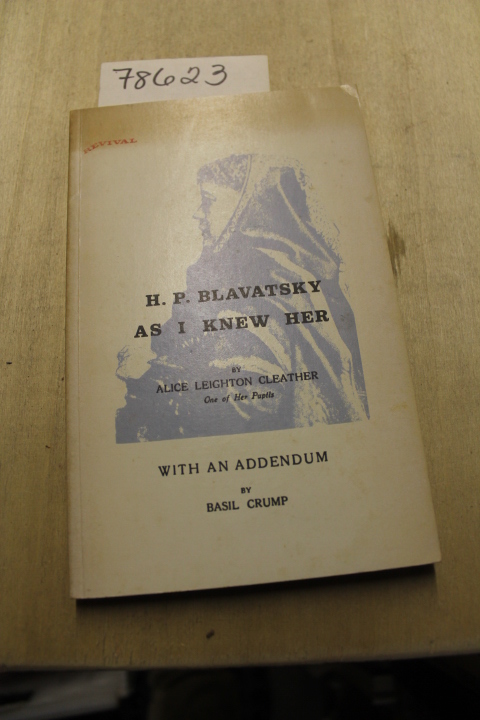 78623
REVIVAL
H. P. BLAVATSKY
AS I KNEW HER
BY
ALICE LEIGHTON CLEATHER
One of Her Pupils
WITH AN ADDENDUM
BY
BASIL CRUMP